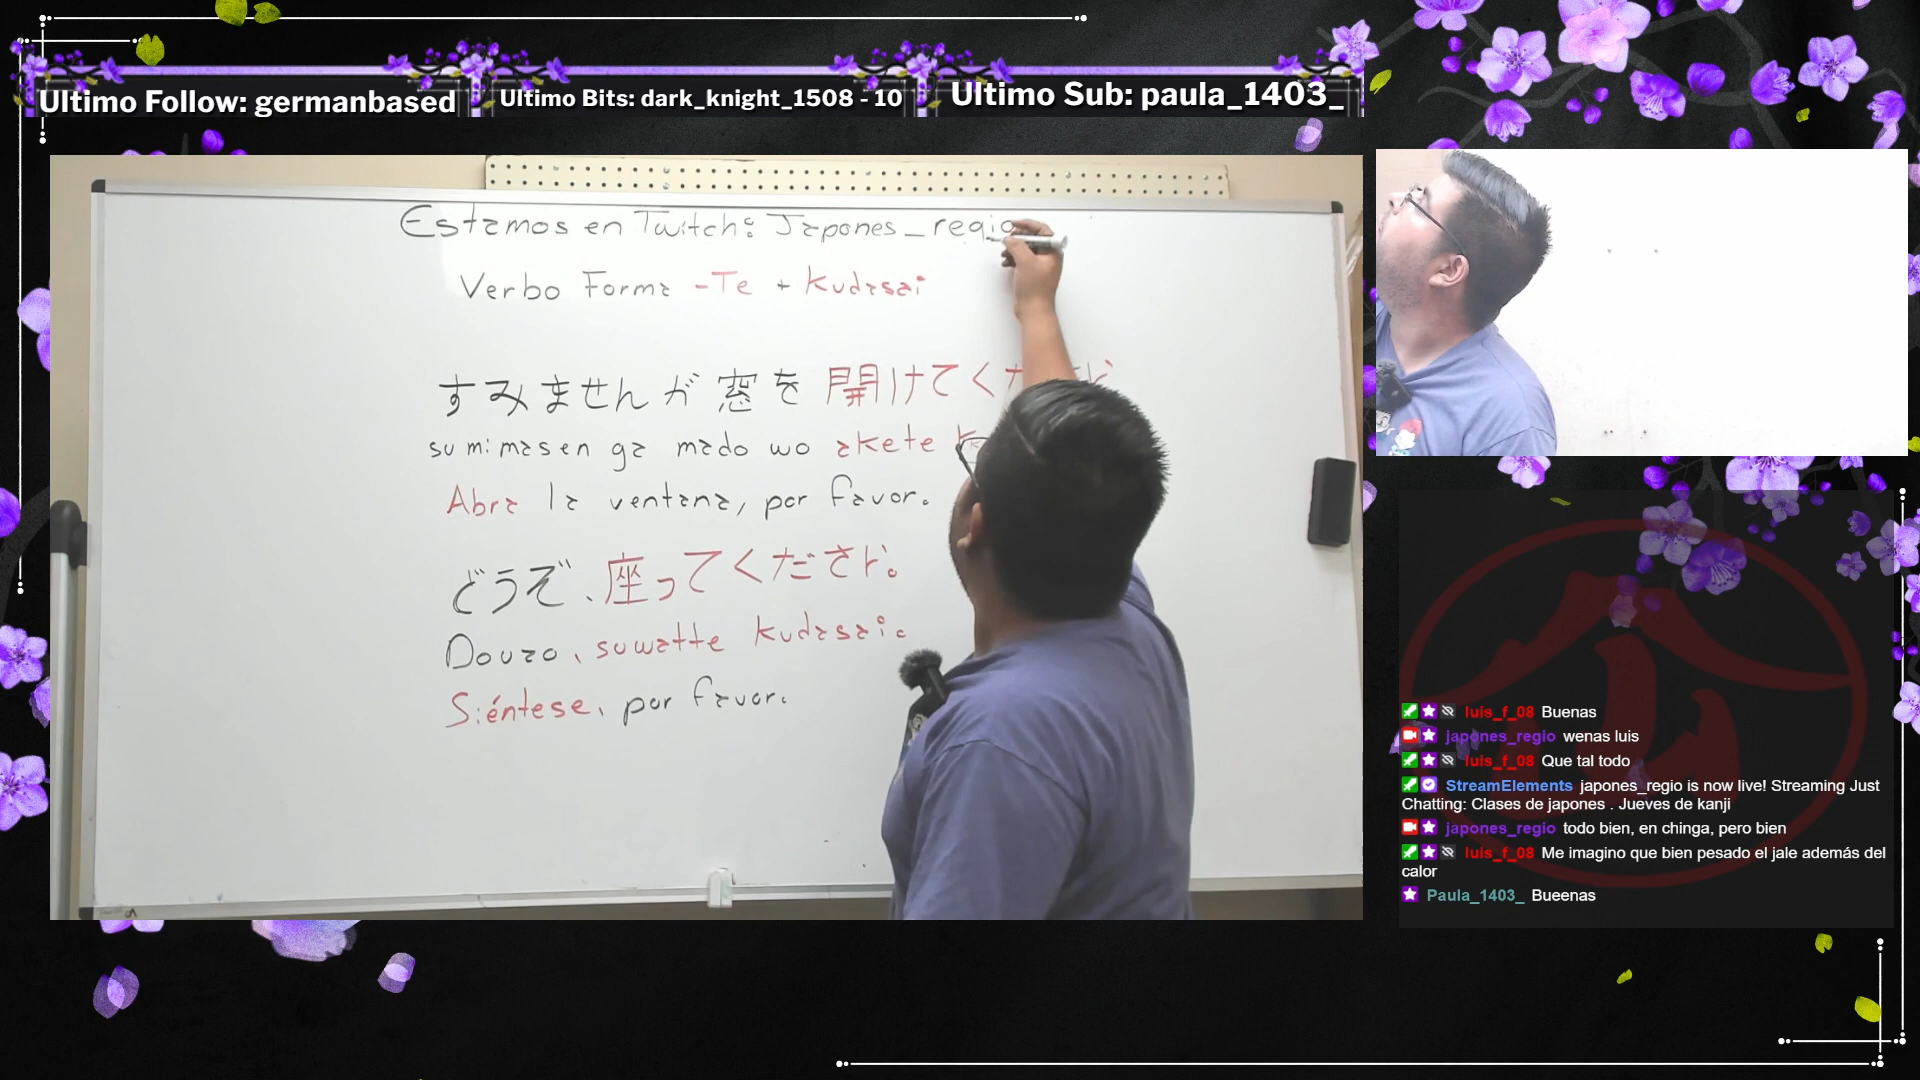 Ultimo Follow: germanbased
Ultimo Bits: dark_knight_1508 - 10
Ultimo Sub: paula_1403_
Estamos en Twitch: Japones_regio
Verbo Forma -Te + Kudasai
すみませんが窓を開けてくださ
sumimasen ga mado wo akete k
Abra la ventana, por favor.
どうぞ、座ってください。
Douzo, suwatte kudasai.
Siéntese, por favor.
luis_f_08 Buenas
japones_regio wenas luis
luis_f_08 Que tal todo
StreamElements japones_regio is now live! Streaming Just
Chatting: Clases de japones . Jueves de kanji
japones_regio todo bien, en chinga, pero bien
luis_f_08 Me imagino que bien pesado el jale además del
calor
Paula_1403_ Bueenas